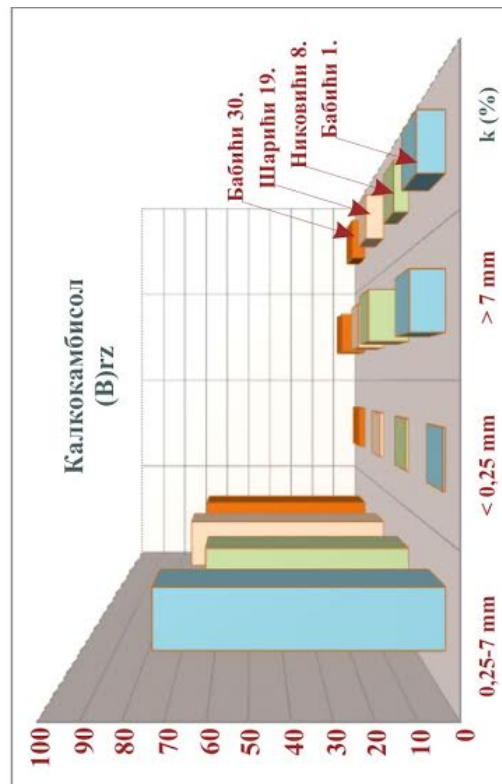 Калкокамбисол
(B)rz
100
90
80
70
60
50
40
30
20
10
0
Бабићи 30.
Шарићи 19.
Никовићи 8.
Бабићи 1.
0,25-7 mm
< 0,25 mm
> 7 mm
k (%)